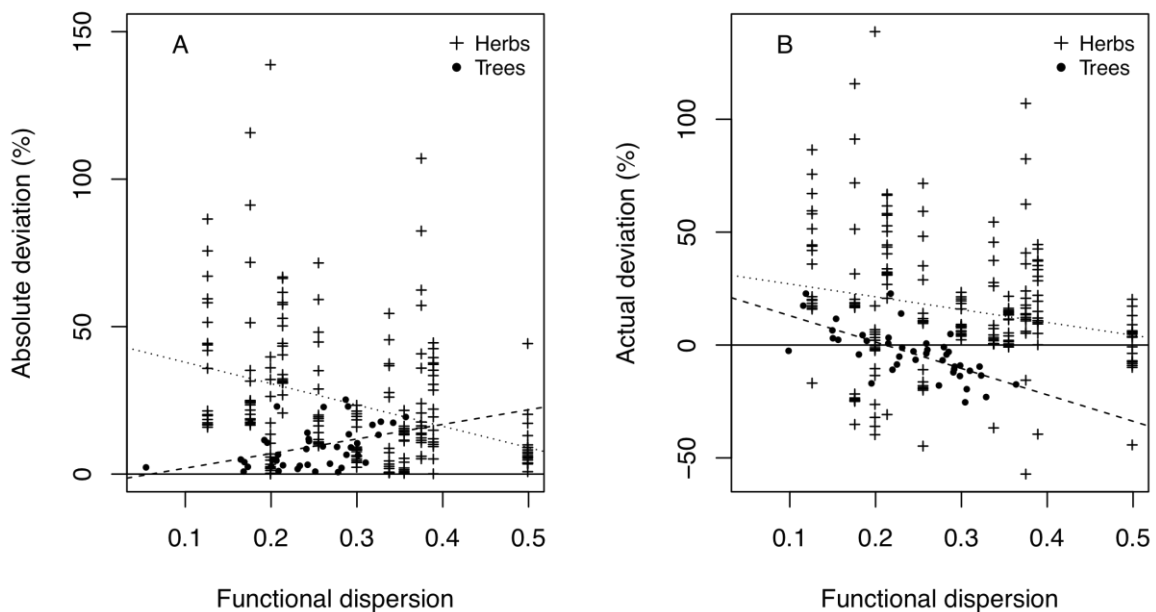 A
+ Herbs
• Trees
Absolute deviation (%)
150
100
50
0
0.1 0.2 0.3 0.4 0.5
Functional dispersion
B
+ Herbs
• Trees
Actual deviation (%)
100
50
0
−50
0.1 0.2 0.3 0.4 0.5
Functional dispersion